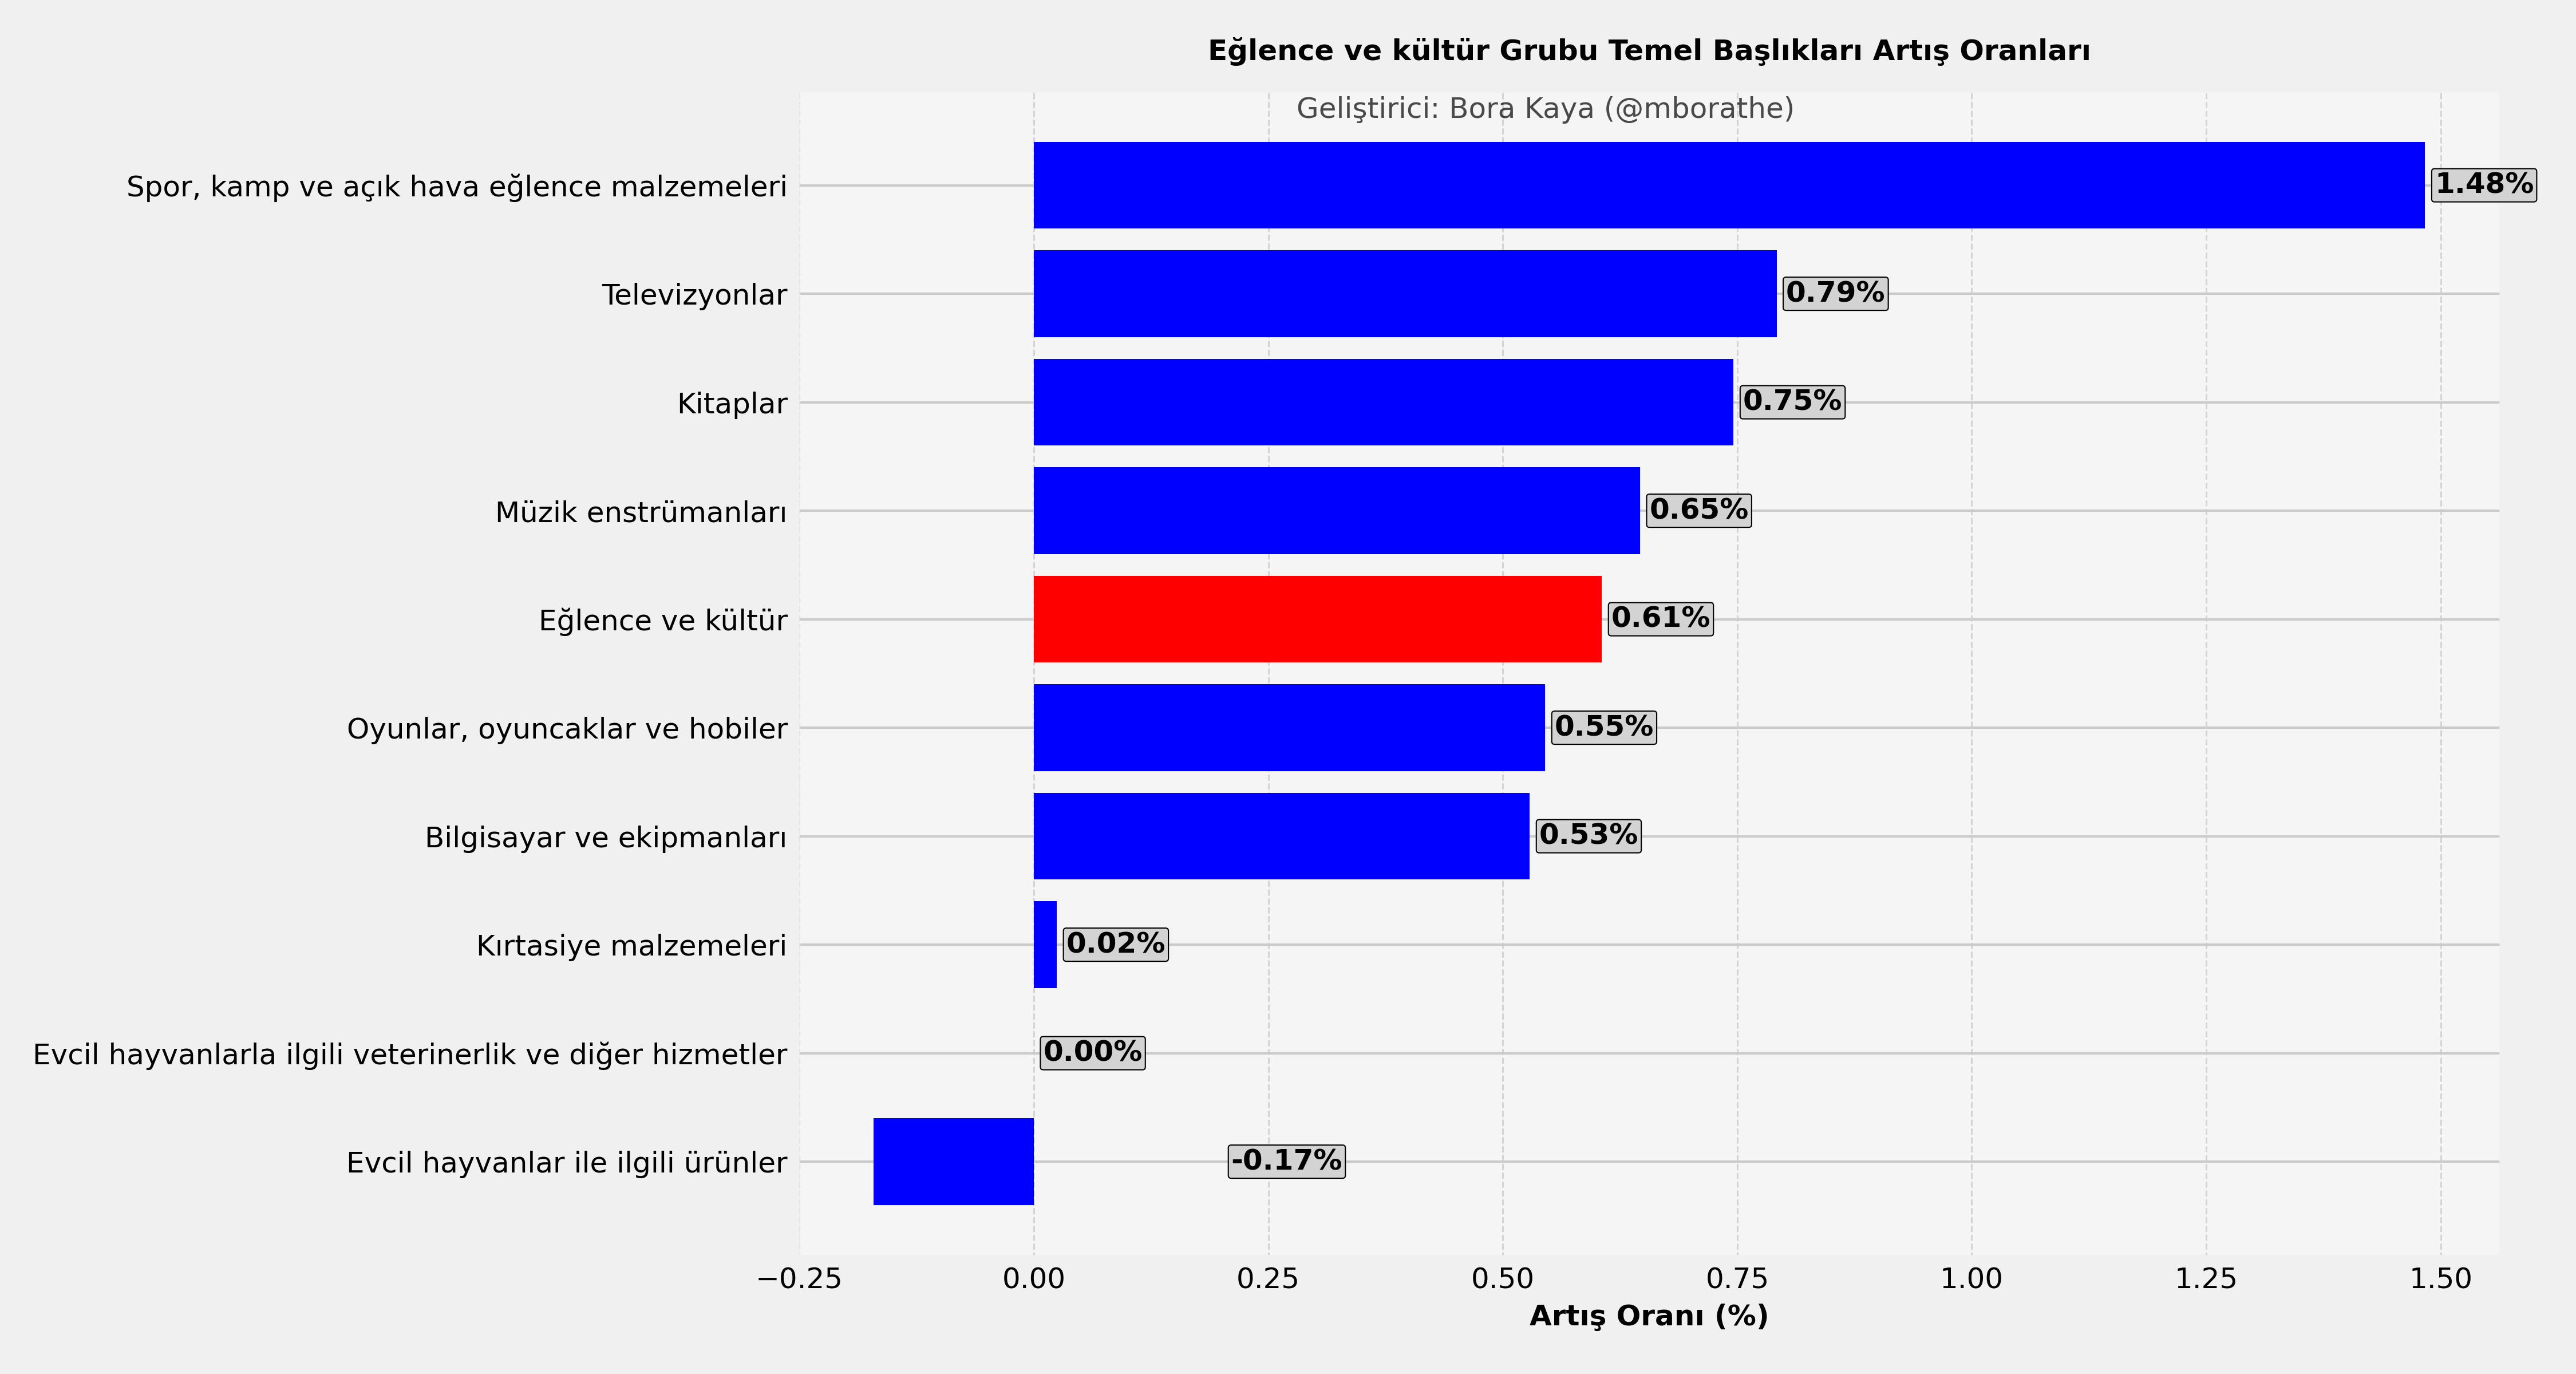 Eğlence ve kültür Grubu Temel Başlıkları Artış Oranları
Geliştirici: Bora Kaya (@mborathe)
Spor, kamp ve açık hava eğlence malzemeleri 1.48%
Televizyonlar 0.79%
Kitaplar 0.75%
Müzik enstrümanları 0.65%
Eğlence ve kültür 0.61%
Oyunlar, oyuncaklar ve hobiler 0.55%
Bilgisayar ve ekipmanları 0.53%
Kırtasiye malzemeleri 0.02%
Evcil hayvanlarla ilgili veterinerlik ve diğer hizmetler 0.00%
Evcil hayvanlar ile ilgili ürünler -0.17%
−0.25 0.00 0.25 0.50 0.75 1.00 1.25 1.50
Artış Oranı (%)